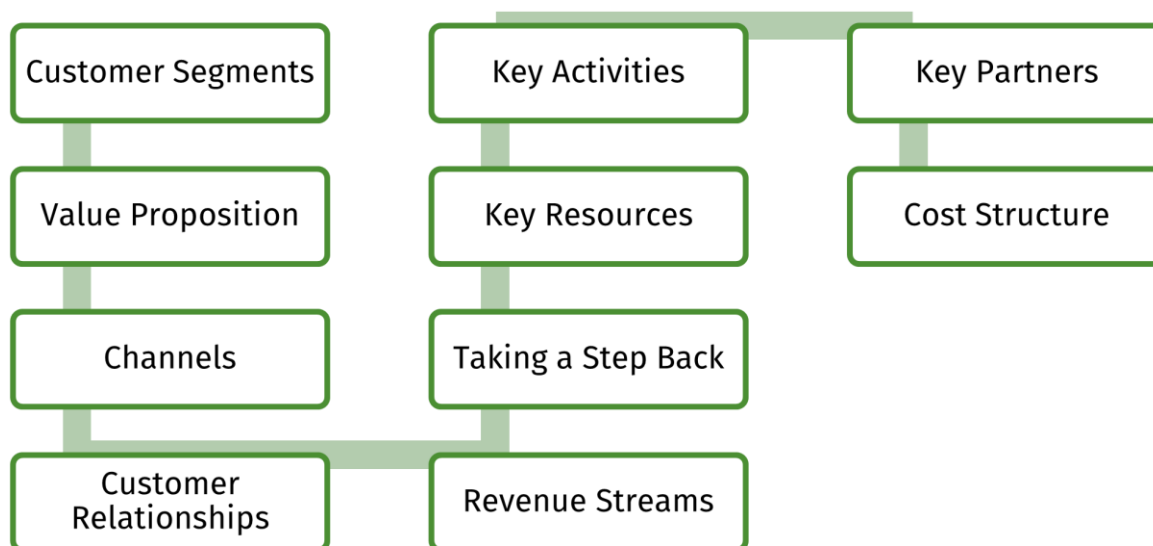 Customer Segments
Value Proposition
Channels
Customer
Relationships
Revenue Streams
Taking a Step Back
Key Resources
Key Activities
Key Partners
Cost Structure